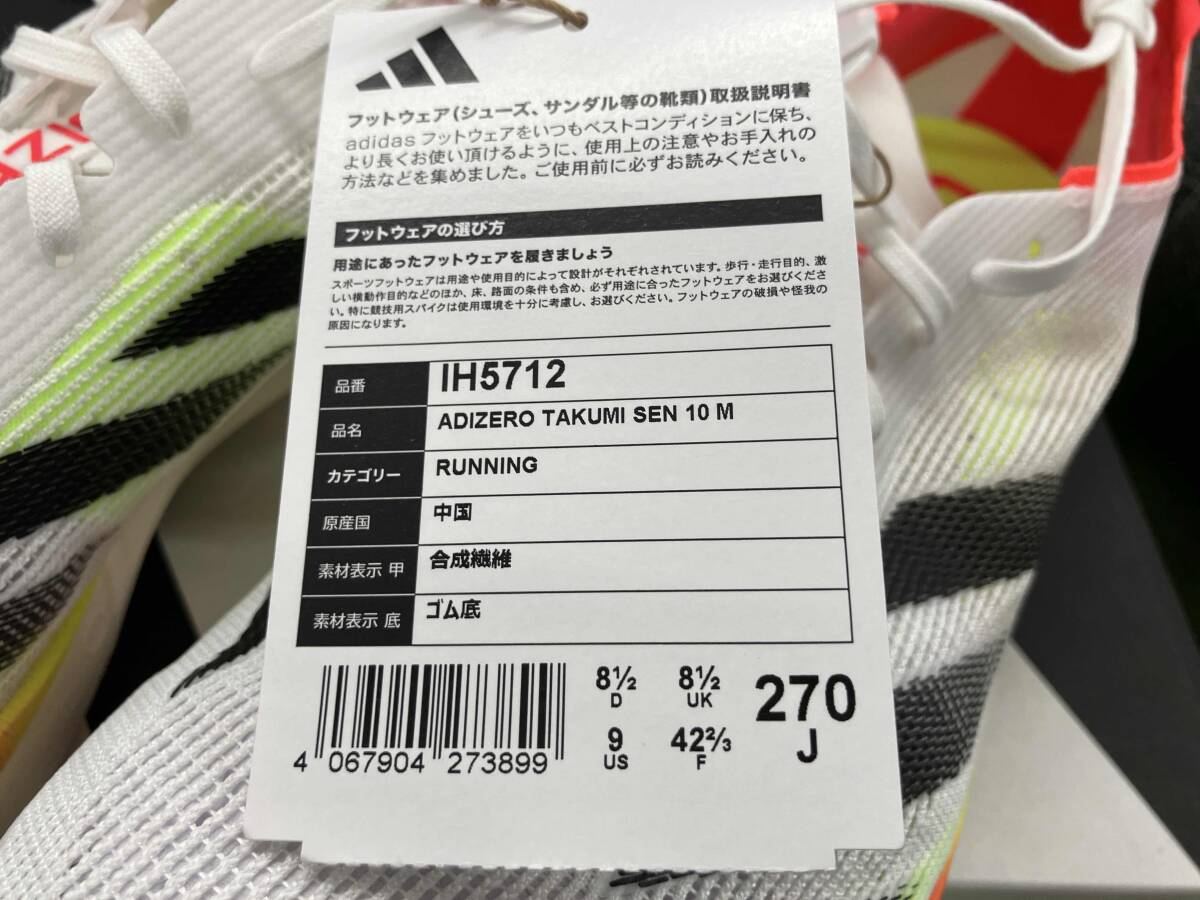 フットウェア(シューズ、サンダル等の靴類)取扱説明書
adidas フットウェアをいつもベストコンディションに保ち、
より長くお使い頂けるように、使用上の注意やお手入れの
方法などを集めました。ご使用前に必ずお読みください。
フットウェアの選び方
用途にあったフットウェアを履きましょう
スポーツフットウェアは用途や使用目的によって設計がそれぞれされています。歩行・走行目的、激
しい横動作目的などのほか、床、路面の条件も含め、必ず用途に合ったフットウェアをお選びくださ
い。特に競技用スパイクは使用環境を十分に考慮し、お選びください。フットウェアの破損や怪我の
原因になります。
品番 IH5712
品名 ADIZERO TAKUMI SEN 10 M
カテゴリー RUNNING
原産国 中国
素材表示 甲 合成繊維
素材表示 底 ゴム底
8½ D 8½ UK 270 J
9 US 42⅔ F
4 067904 273899